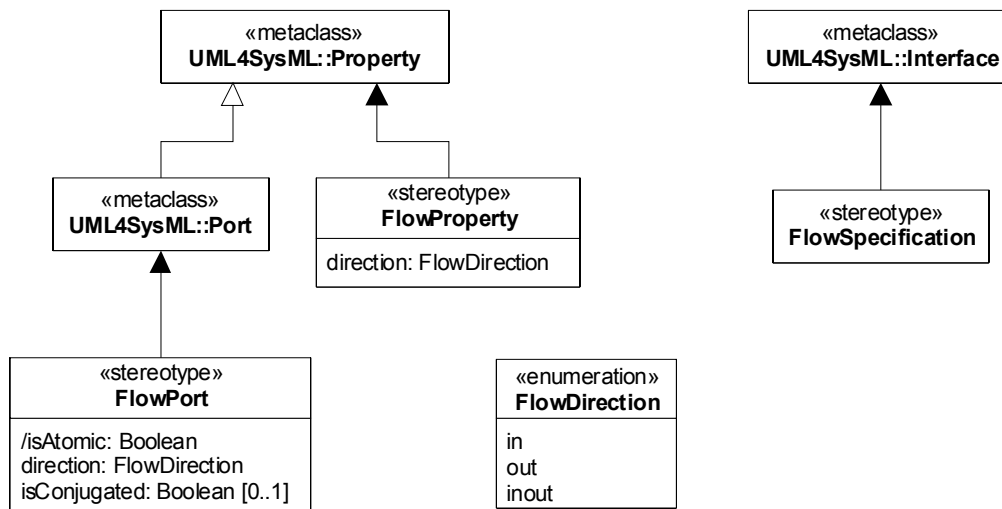 «metaclass»
UML4SysML::Property
«metaclass»
UML4SysML::Interface
«metaclass»
UML4SysML::Port
«stereotype»
FlowProperty
direction: FlowDirection
«stereotype»
FlowSpecification
«stereotype»
FlowPort
/isAtomic: Boolean
direction: FlowDirection
isConjugated: Boolean [0..1]
«enumeration»
FlowDirection
in
out
inout